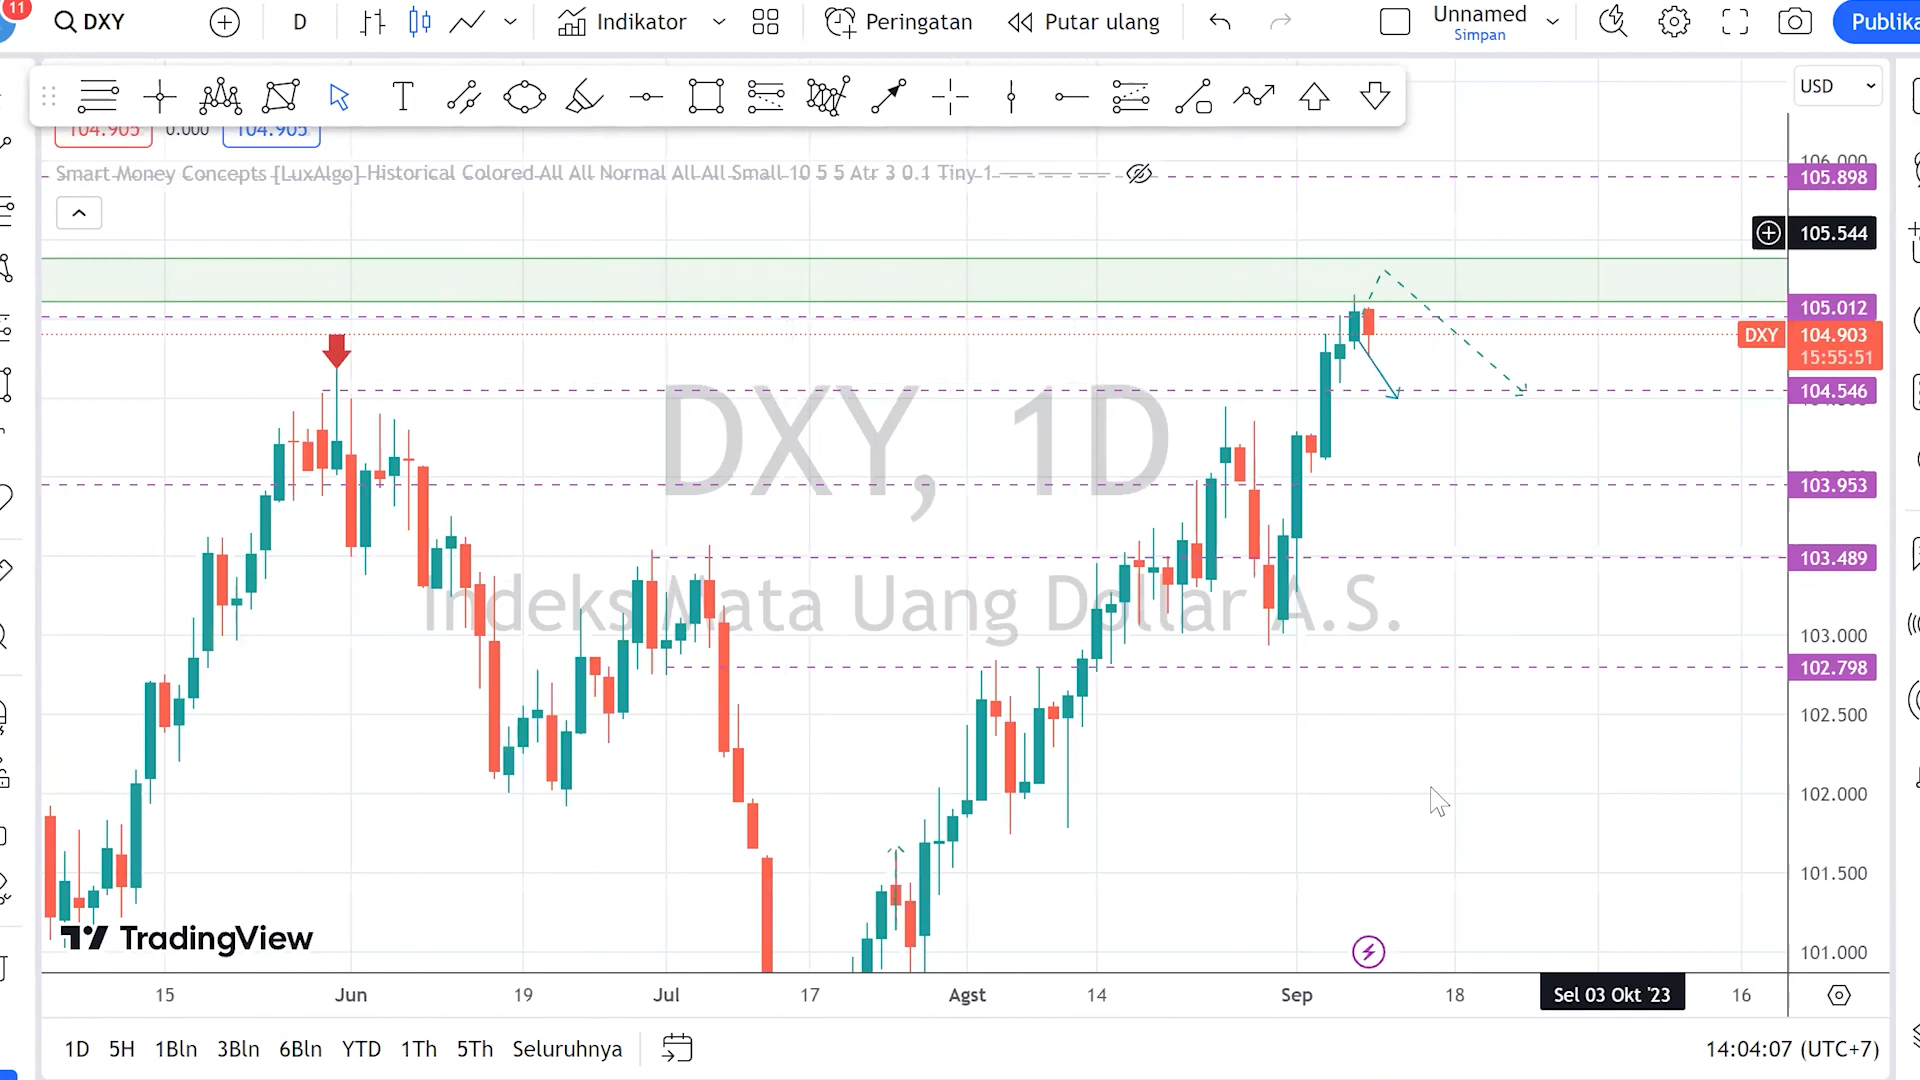 11
DXY
D
Indikator
Peringatan
Putar ulang
Unnamed
Simpan
Publika
T
USD
104.905
0.000
104.905
Smart Money Concepts [LuxAlgo] Historical Colored All All Normal All All Small 10 5 5 Atr 3 0.1 Tiny 1
106.000
105.898
105.544
105.012
DXY
104.903
15:55:51
104.546
103.953
103.489
103.000
102.798
102.500
102.000
101.500
101.000
DXY, 1D
Indeks Mata Uang Dollar A.S.
TradingView
15
Jun
19
Jul
17
Agst
14
Sep
18
Sel 03 Okt '23
16
1D
5H
1Bln
3Bln
6Bln
YTD
1Th
5Th
Seluruhnya
14:04:07 (UTC+7)